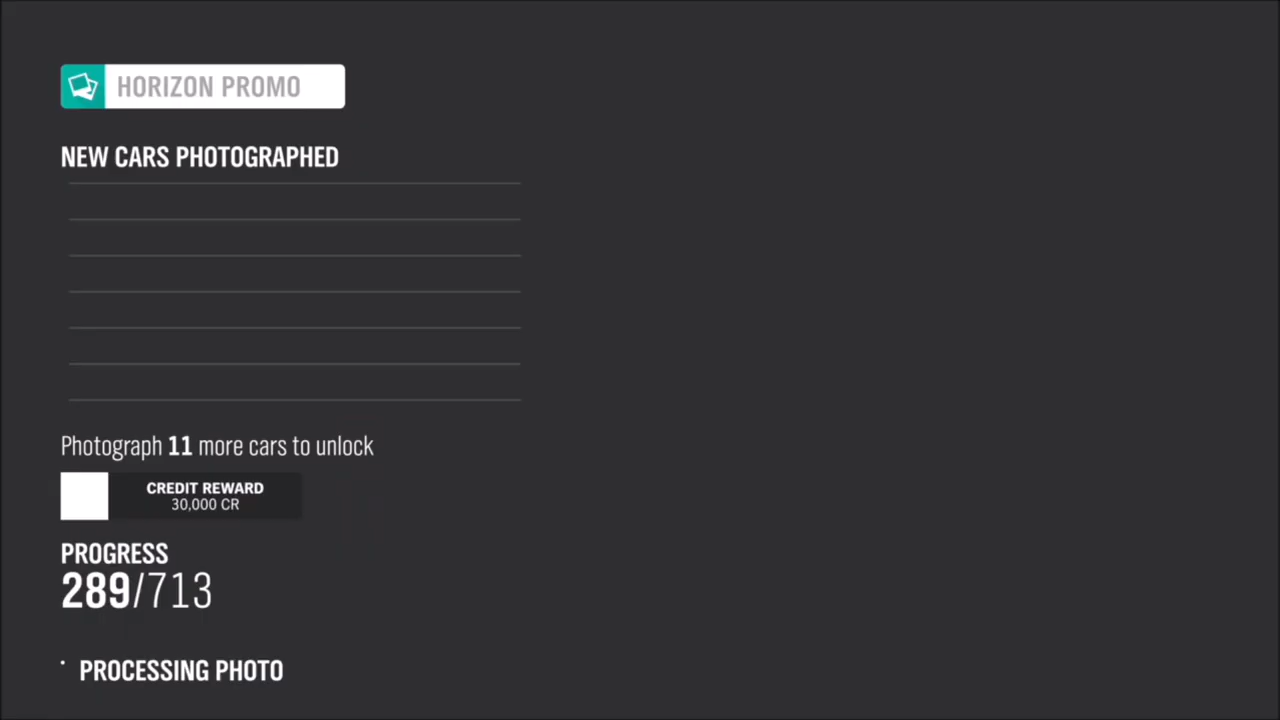 HORIZON PROMO
NEW CARS PHOTOGRAPHED
Photograph 11 more cars to unlock
CREDIT REWARD
30,000 CR
PROGRESS
289/713
PROCESSING PHOTO